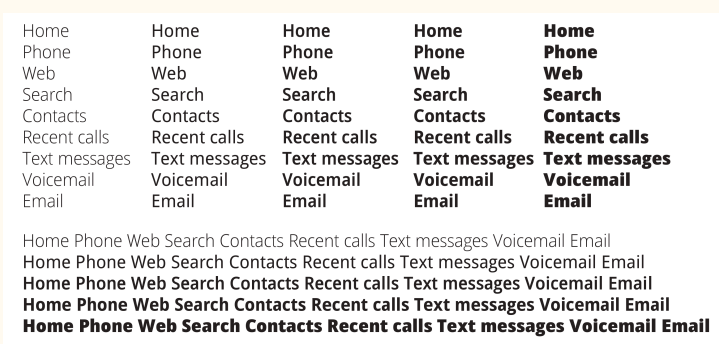 Home Home Home Home Home
Phone Phone Phone Phone Phone
Web Web Web Web Web
Search Search Search Search Search
Contacts Contacts Contacts Contacts Contacts
Recent calls Recent calls Recent calls Recent calls Recent calls
Text messages Text messages Text messages Text messages Text messages
Voicemail Voicemail Voicemail Voicemail Voicemail
Email Email Email Email Email
Home Phone Web Search Contacts Recent calls Text messages Voicemail Email
Home Phone Web Search Contacts Recent calls Text messages Voicemail Email
Home Phone Web Search Contacts Recent calls Text messages Voicemail Email
Home Phone Web Search Contacts Recent calls Text messages Voicemail Email
Home Phone Web Search Contacts Recent calls Text messages Voicemail Email